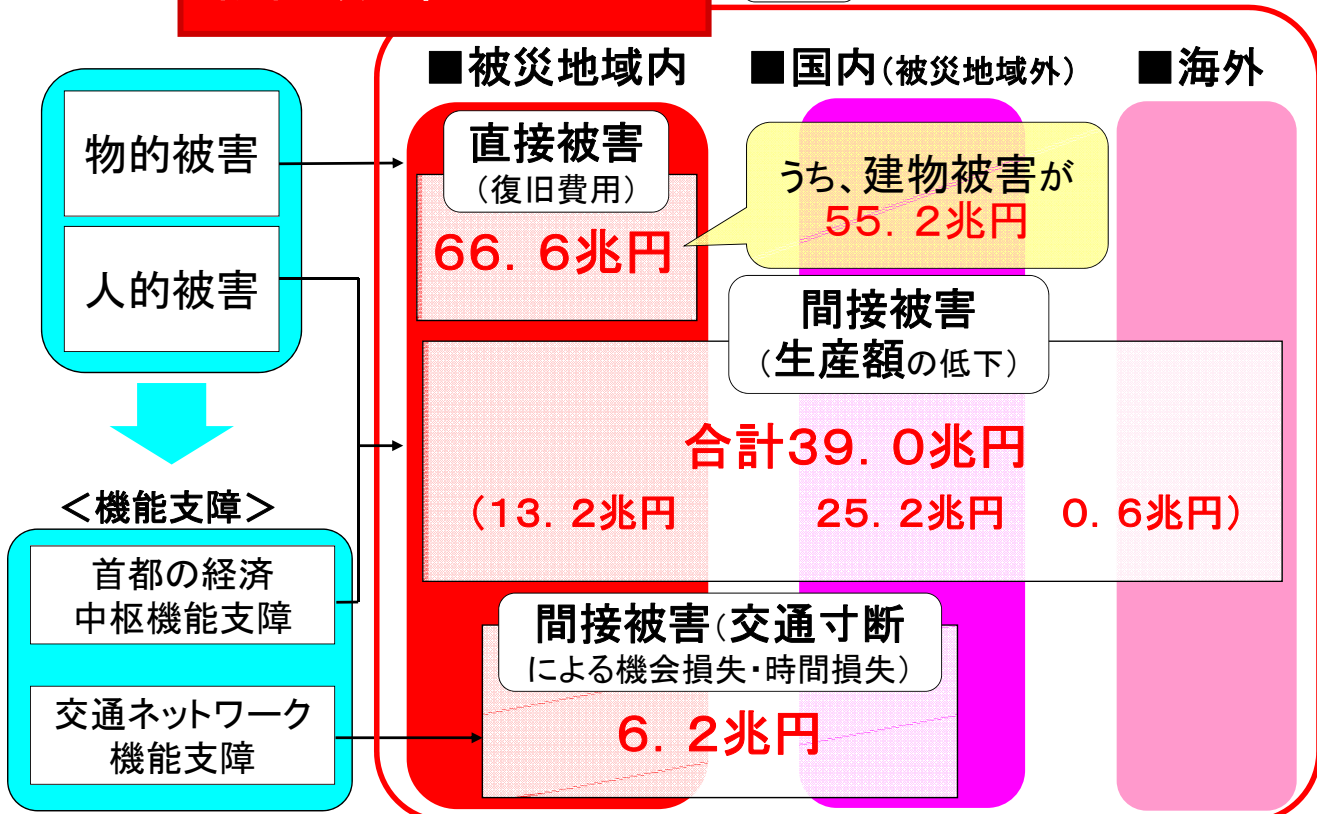 ■被災地域内
■国内(被災地域外)
■海外
物的被害
人的被害
直接被害
(復旧費用)
66.6兆円
うち、建物被害が
55.2兆円
間接被害
(生産額の低下)
合計39.0兆円
(13.2兆円 25.2兆円 0.6兆円)
<機能支障>
首都の経済
中枢機能支障
交通ネットワーク
機能支障
間接被害(交通寸断
による機会損失・時間損失)
6.2兆円